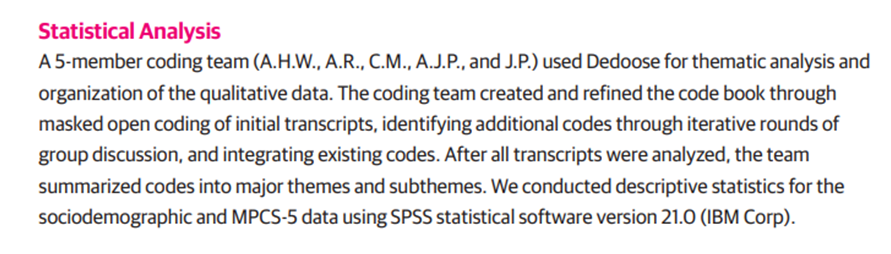 Statistical Analysis
A 5-member coding team (A.H.W., A.R., C.M., A.J.P., and J.P.) used Dedoose for thematic analysis and
organization of the qualitative data. The coding team created and refined the code book through
masked open coding of initial transcripts, identifying additional codes through iterative rounds of
group discussion, and integrating existing codes. After all transcripts were analyzed, the team
summarized codes into major themes and subthemes. We conducted descriptive statistics for the
sociodemographic and MPCS-5 data using SPSS statistical software version 21.0 (IBM Corp).